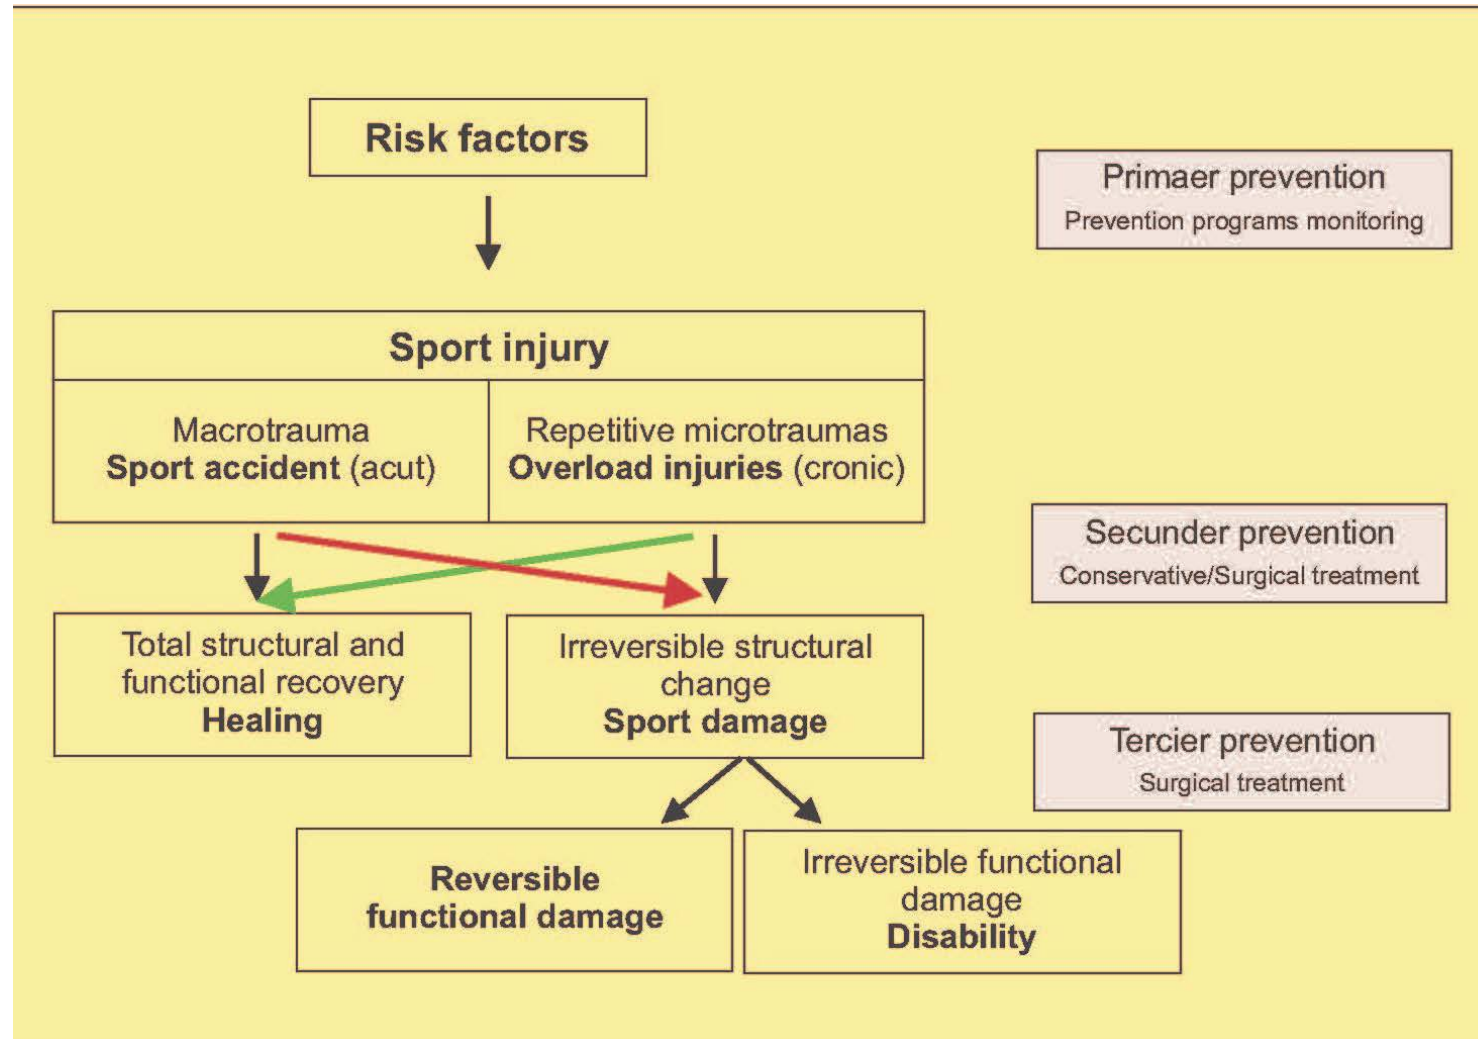 Risk factors
Primaer prevention
Prevention programs monitoring
Sport injury
Macrotrauma
Sport accident (acut)
Repetitive microtraumas
Overload injuries (cronic)
Secunder prevention
Conservative/Surgical treatment
Total structural and
functional recovery
Healing
Irreversible structural
change
Sport damage
Tercier prevention
Surgical treatment
Reversible
functional damage
Irreversible functional
damage
Disability